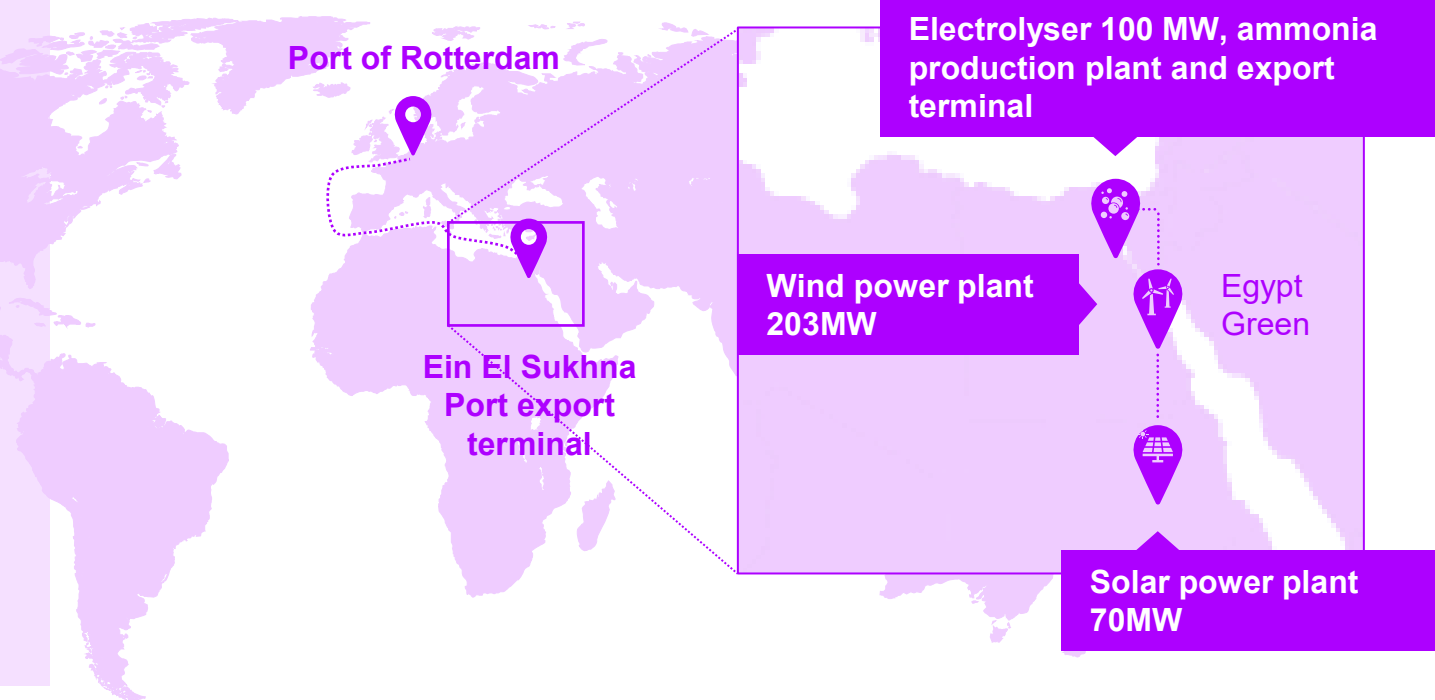 Port of Rotterdam
Ein El Sukhna
Port export
terminal
Electrolyser 100 MW, ammonia
production plant and export
terminal
Wind power plant
203MW
Egypt
Green
Solar power plant
70MW